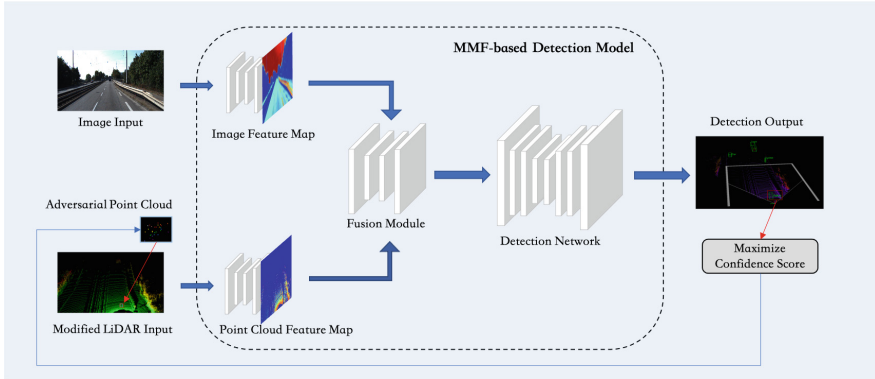 MMF-based Detection Model
Image Input
Image Feature Map
Detection Output
Adversarial Point Cloud
Fusion Module
Detection Network
Maximize
Confidence Score
Modified LiDAR Input
Point Cloud Feature Map